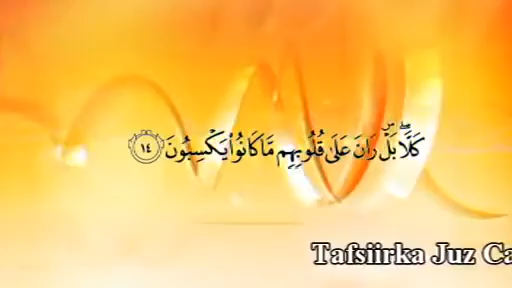 كَلَّا ۖ بَلْ ۜ رَانَ عَلَىٰ قُلُوبِهِم مَّا كَانُوا۟ يَكْسِبُونَ ١٤
Tafsiirka Juz Ca